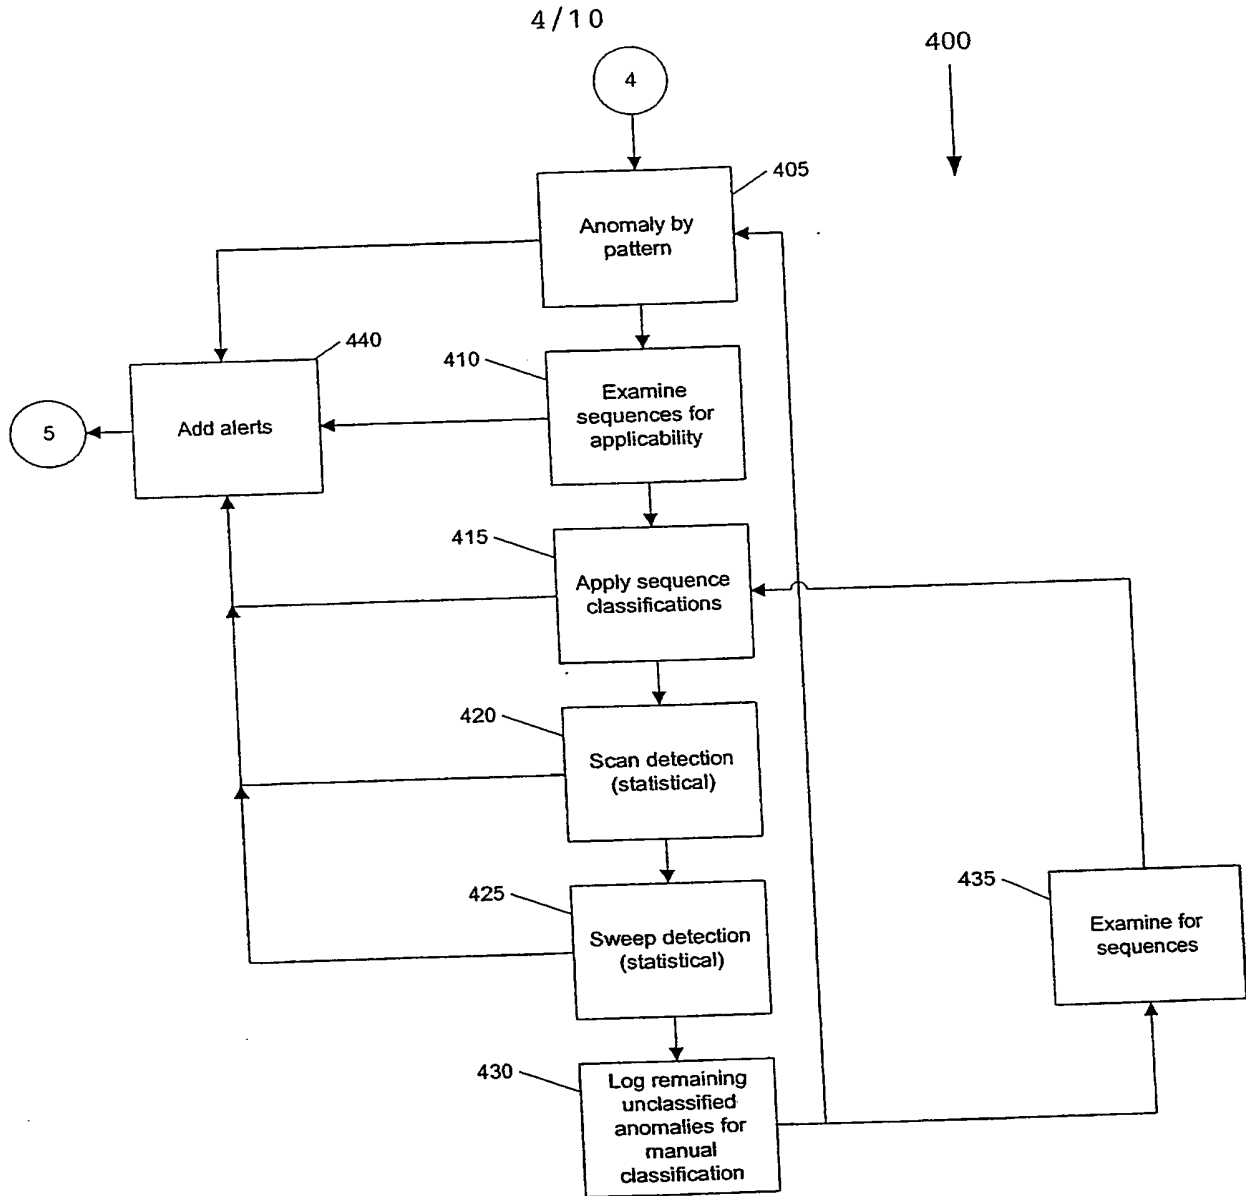 4/10
400
4
405
Anomaly by
pattern
440
410
Examine
sequences for
applicability
Add alerts
5
415
Apply sequence
classifications
420
Scan detection
(statistical)
425
Sweep detection
(statistical)
435
Examine for
sequences
430
Log remaining
unclassified
anomalies for
manual
classification